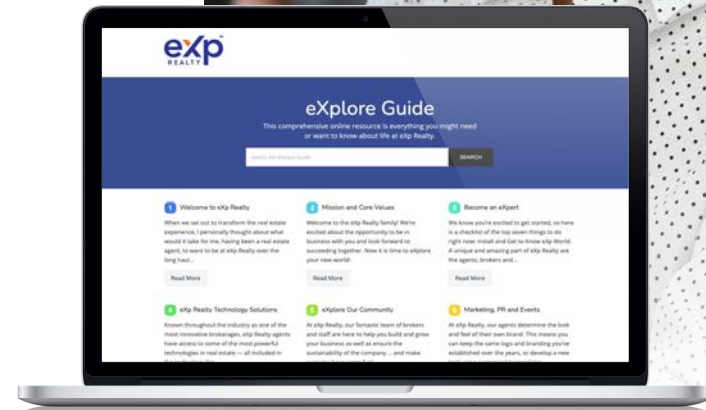 eXp
REALTY
eXplore Guide
This comprehensive online resource is everything you might need
or want to know about life at eXp Realty.
Search the eXplore Guide
SEARCH
1 Welcome to eXp Realty
When we set out to transform the real estate
experience, I personally thought about what
would it take for me, having been a real estate
agent, to want to be at eXp Realty over the
long haul...
Read More
2 Mission and Core Values
Welcome to the eXp Realty family! We're
excited about the opportunity to be in
business with you and look forward to
succeeding together. Now it is time to eXplore
your new world!
Read More
3 Become an eXpert
We know you're excited to get started, so here
is a checklist of the top seven things to do
right now: Install and Get to Know eXp World
A unique and amazing part of eXp Realty are
the agents, brokers and...
Read More
4 eXp Realty Technology Solutions
Known throughout the industry as one of the
most innovative brokerages, eXp Realty agents
have access to some of the most powerful
technologies in real estate — all included in
5 eXplore Our Community
At eXp Realty, our fantastic team of brokers
and staff are here to help you build and grow
your business as well as ensure the
sustainability of the company ... and make
6 Marketing, PR and Events
At eXp Realty, our agents determine the look
and feel of their own brand. This means you
can keep the same logo and branding you've
established over the years, or develop a new